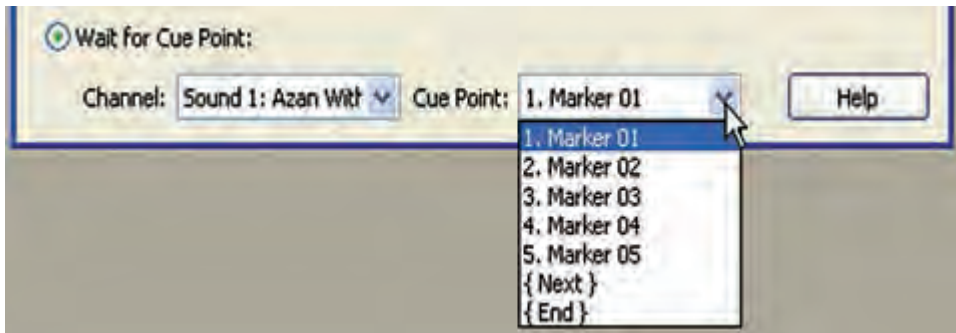 Wait for Cue Point:
Channel: Sound 1: Azan With Cue Point: 1. Marker 01 Help
1. Marker 01
2. Marker 02
3. Marker 03
4. Marker 04
5. Marker 05
{ Next }
{ End }